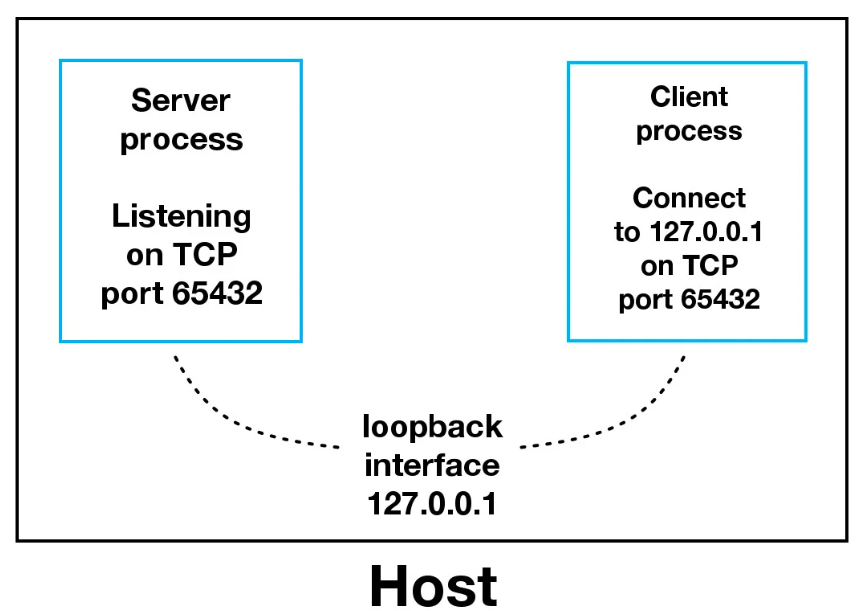 Server
process
Listening
on TCP
port 65432
Client
process
Connect
to 127.0.0.1
on TCP
port 65432
loopback
interface
127.0.0.1
Host